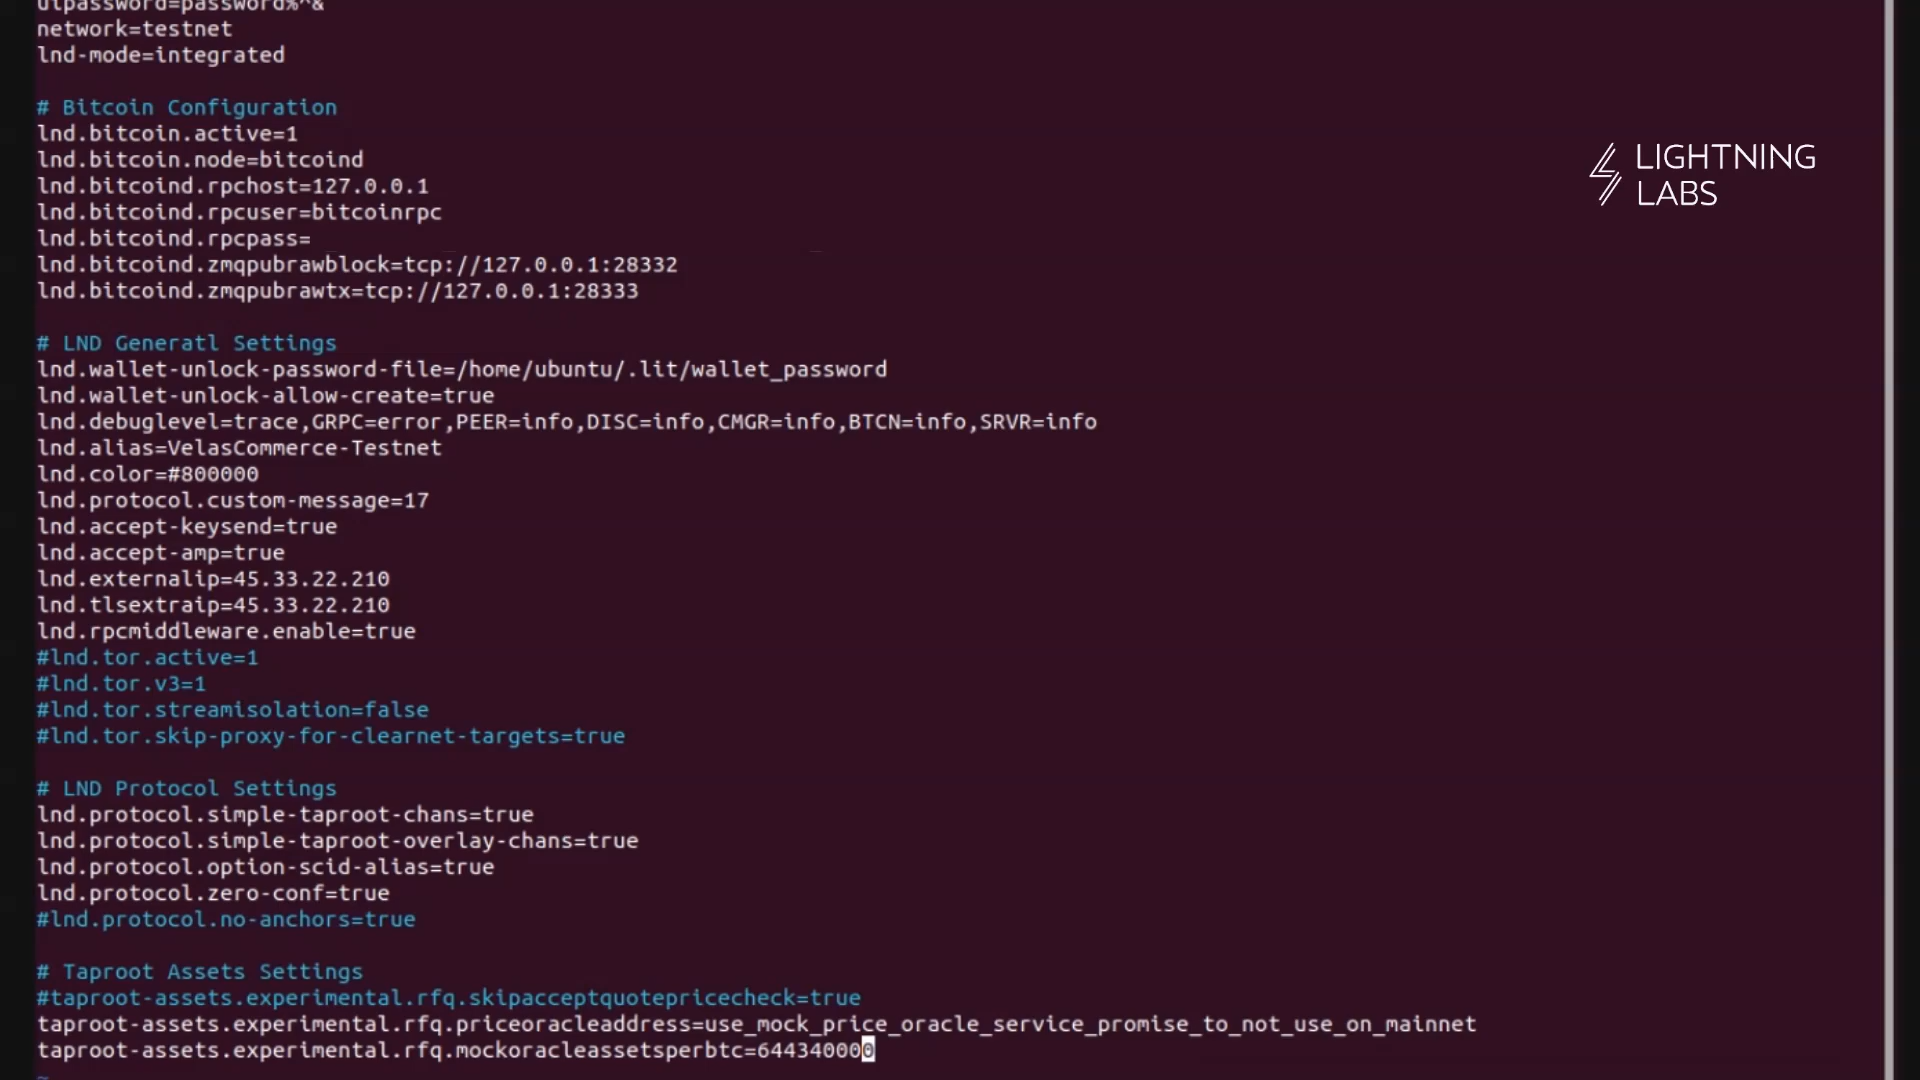 uipassword=password%^&
network=testnet
lnd-mode=integrated
# Bitcoin Configuration
lnd.bitcoin.active=1
lnd.bitcoin.node=bitcoind
lnd.bitcoind.rpchost=127.0.0.1
lnd.bitcoind.rpcuser=bitcoinrpc
lnd.bitcoind.rpcpass=
lnd.bitcoind.zmqpubrawblock=tcp://127.0.0.1:28332
lnd.bitcoind.zmqpubrawtx=tcp://127.0.0.1:28333
LIGHTNING
LABS
# LND Generatl Settings
lnd.wallet-unlock-password-file=/home/ubuntu/.lit/wallet_password
lnd.wallet-unlock-allow-create=true
lnd.debuglevel=trace,GRPC=error,PEER=info,DISC=info,CMGR=info,BTCN=info,SRVR=info
lnd.alias=VelasCommerce-Testnet
lnd.color=#800000
lnd.protocol.custom-message=17
lnd.accept-keysend=true
lnd.accept-amp=true
lnd.externalip=45.33.22.210
lnd.tlsextraip=45.33.22.210
lnd.rpcmiddleware.enable=true
#lnd.tor.active=1
#lnd.tor.v3=1
#lnd.tor.streamisolation=false
#lnd.tor.skip-proxy-for-clearnet-targets=true
# LND Protocol Settings
lnd.protocol.simple-taproot-chans=true
lnd.protocol.simple-taproot-overlay-chans=true
lnd.protocol.option-scid-alias=true
lnd.protocol.zero-conf=true
#lnd.protocol.no-anchors=true
# Taproot Assets Settings
#taproot-assets.experimental.rfq.skipacceptquotepricecheck=true
taproot-assets.experimental.rfq.priceoracleaddress=use_mock_price_oracle_service_promise_to_not_use_on_mainnet
taproot-assets.experimental.rfq.mockoracleassetsperbtc=644340000
~